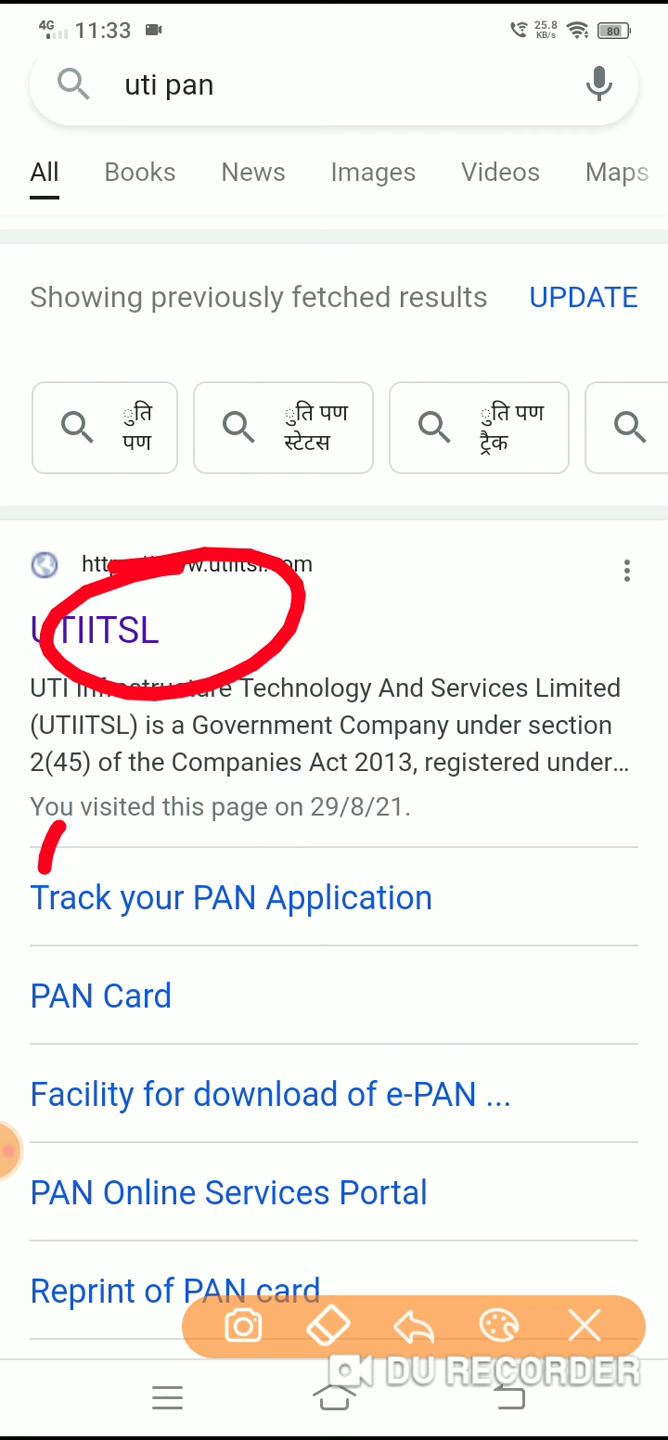 4G 11:33 25.8 KB/s 80
uti pan
All Books News Images Videos Maps
Showing previously fetched results UPDATE
ुति पण
ुति पण स्टेटस
ुति पण ट्रैक
UTIITSL
UTI Infrastructure Technology And Services Limited
(UTIITSL) is a Government Company under section
2(45) of the Companies Act 2013, registered under...
You visited this page on 29/8/21.
Track your PAN Application
PAN Card
Facility for download of e-PAN ...
PAN Online Services Portal
Reprint of PAN card
DU RECORDER